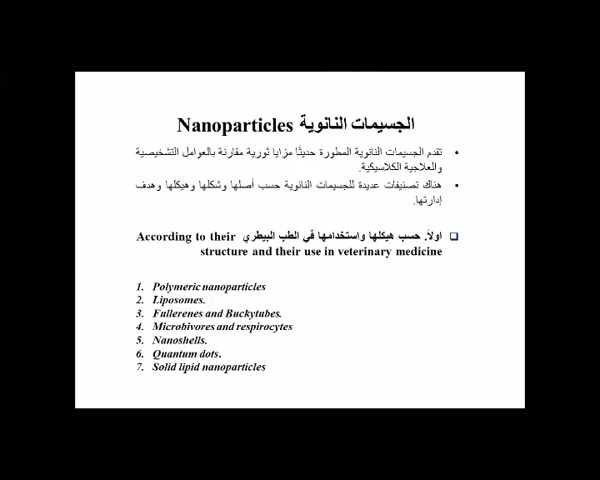 الجسيمات النانوية Nanoparticles
• تقدم الجسيمات النانوية المطورة حديثًا مزايا ثورية مقارنة بالعوامل التشخيصية
والعلاجية الكلاسيكية.
• هناك تصنيفات عديدة للجسيمات النانوية حسب أصلها وشكلها وهيكلها وهدف
إدارتها.
اولاً. حسب هيكلها واستخدامها في الطب البيطري According to their
structure and their use in veterinary medicine
1. Polymeric nanoparticles
2. Liposomes.
3. Fullerenes and Buckytubes.
4. Microbivores and respirocytes
5. Nanoshells.
6. Quantum dots.
7. Solid lipid nanoparticles